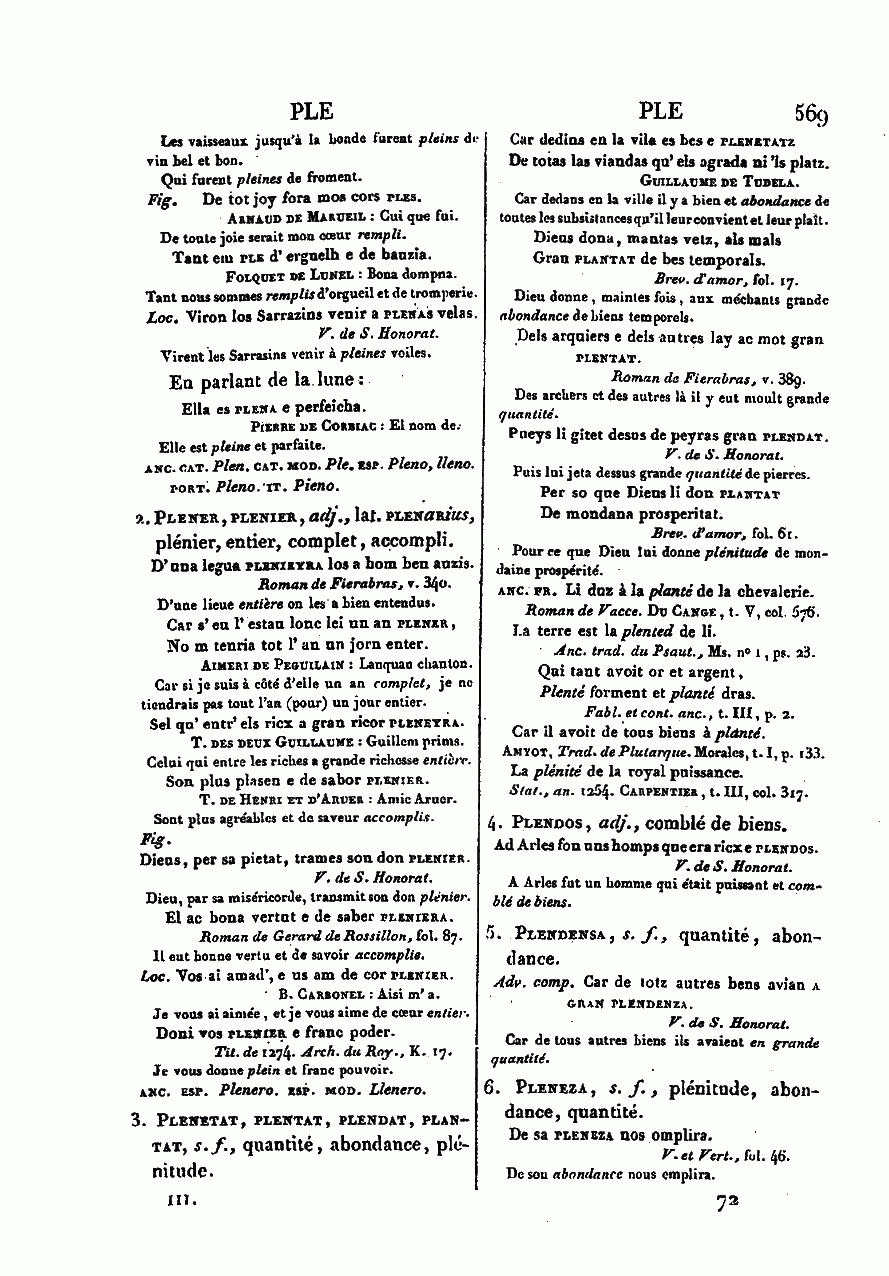 PLE
PLE 569
Les vaisseaux jusqu'à la bonde furent pleins de
vin bel et bon.
Qui furent pleines de froment.
Fig. De tot joy fora mos cors PLES.
ARNAUD DE MARUEIL : Cui que fui.
De toute joie serait mon cœur rempli.
Tant em PLE d' erguelh e de bauzia.
FOLQUET DE LUNEL : Bona dompna.
Tant nous sommes remplis d'orgueil et de tromperie.
Loc. Viron los Sarrazins venir a PLENAS velas.
V. de S. Honorat.
Virent les Sarrasins venir à pleines voiles.
En parlant de la lune :
Ella es PLENA e perfeicha.
PIERRE DE CORBIAC : El nom de.
Elle est pleine et parfaite.
ANC. CAT. Plen. CAT. MOD. Ple. ESP. Pleno, lleno.
PORT. Pleno. IT. Pieno.
2. PLENER, PLENIER, adj., lat. PLENarius,
plénier, entier, complet, accompli.
D'una legua PLENIEYRA los a hom ben auzis.
Roman de Fierabras, v. 340.
D'une lieue entière on les a bien entendus.
Car s' eu l' estau lonc lei un an PLENER,
No m tenria tot l' an un jorn enter.
AIMERI DE PEGUILAIN : Lanquan chanton.
Car si je suis à côté d'elle un an complet, je ne
tiendrais pas tout l'an (pour) un jour entier.
Sel qu' entr' els ricx a gran ricor PLENEYRA.
T. DES DEUX GUILLAUME : Guillem prims.
Celui qui entre les riches a grande richesse entière.
Son plus plasen e de sabor PLENIER.
T. DE HENRI ET D'ARVER : Amic Arver.
Sont plus agréables et de saveur accomplis.
Fig.
Dieus, per sa pietat, trames son don PLENIER.
V. de S. Honorat.
Dieu, par sa miséricorde, transmit son don plénier.
El ac bona vertut e de saber PLENIERA.
Roman de Gerard de Rossillon, fol. 87.
Il eut bonne vertu et de savoir accomplie.
Loc. Vos ai amad', e us am de cor PLENIER.
B. CARBONEL : Aisi m' a.
Je vous ai aimée, et je vous aime de cœur entier.
Doni vos PLENIER e franc poder.
Tit. de 1274. Arch. du Roy., K. 17.
Je vous donne plein et franc pouvoir.
ANC. ESP. Plenero. ESP. MOD. Llenero.
3. PLENETAT, PLENTAT, PLENDAT, PLAN-
TAT, s. f., quantité, abondance, plé-
nitude.
Car dedins en la vila es bes e PLENETATZ
De totas las viandas qu' els agrada ni 'ls platz.
GUILLAUME DE TUDELA.
Car dedans en la ville il y a bien et abondance de
toutes les subsistances qu'il leur convient et leur plaît.
Dieus dona, mantas vetz, als mals
Gran PLANTAT de bes temporals.
Brev. d'amor, fol. 17.
Dieu donne, maintes fois, aux méchants grande
abondance de biens temporels.
Dels arquiers e dels autres lay ac mot gran
PLENTAT.
Roman de Fierabras, v. 389.
Des archers et des autres là il y eut moult grande
quantité.
Pueys li gitet desus de peyras gran PLENDAT.
V. de S. Honorat.
Puis lui jeta dessus grande quantité de pierres.
Per so que Dieus li don PLANTAT
De mondana prosperitat.
Brev. d'amor, fol. 61.
Pour ce que Dieu lui donne plénitude de mon-
daine prospérité.
ANC. FR. Li duz à la planté de la chevalerie.
Roman de Vacce. DU CANGE, t. V, col. 576.
La terre est la plented de li.
Anc. trad. du Psaut., Ms. n° 1, ps. 23.
Qui tant avoit or et argent,
Plenté forment et planté dras.
Fabl. et cont. anc., t. III, p. 2.
Car il avoit de tous biens à planté.
AMYOT, Trad. de Plutarque. Morales, t. I, p. 133.
La plénité de la royal puissance.
Stat., an. 1254. CARPENTIER, t. III, col. 317.
4. PLENDOS, adj., comblé de biens.
Ad Arles fon uns homps que era ricx e PLENDOS.
V. de S. Honorat.
A Arles fut un homme qui était puissant et com-
blé de biens.
5. PLENDENSA, s. f., quantité, abon-
dance.
Adv. comp. Car de totz autres bens avian A
GRAN PLENDENZA.
V. de S. Honorat.
Car de tous autres biens ils avaient en grande
quantité.
6. PLENEZA, s. f., plénitude, abon-
dance, quantité.
De sa PLENEZA nos omplira.
V. et Vert., fol. 46.
De sou abondance nous emplira.
III.
72